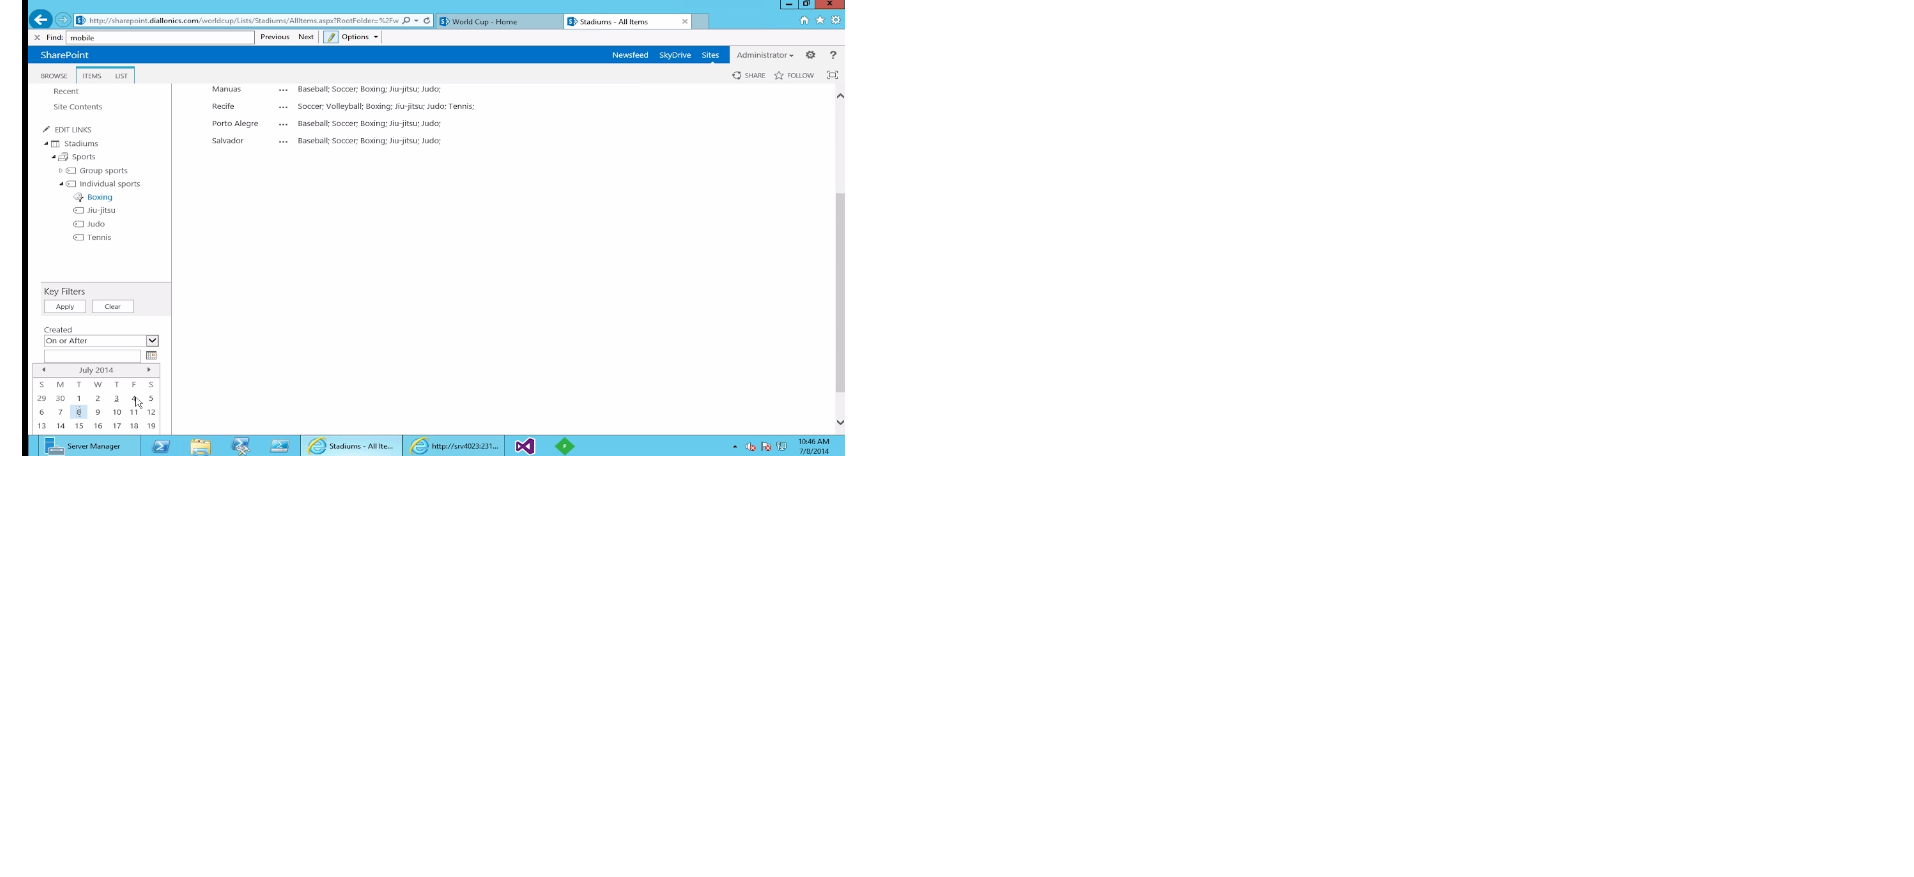 http://sharepoint.diallonics.com/worldcup/Lists/Stadiums/AllItems.aspx?RootFolder=%2Fw
World Cup - Home
Stadiums - All Items
Find: mobile Previous Next Options
SharePoint Newsfeed SkyDrive Sites Administrator ?
BROWSE ITEMS LIST SHARE FOLLOW
Recent
Site Contents
EDIT LINKS
Stadiums
Sports
Group sports
Individual sports
Boxing
Jiu-jitsu
Judo
Tennis
Manuas ... Baseball; Soccer; Boxing; Jiu-jitsu; Judo;
Recife ... Soccer; Volleyball; Boxing; Jiu-jitsu; Judo; Tennis;
Porto Alegre ... Baseball; Soccer; Boxing; Jiu-jitsu; Judo;
Salvador ... Baseball; Soccer; Boxing; Jiu-jitsu; Judo;
Key Filters
Apply Clear
Created
On or After
July 2014
S M T W T F S
29 30 1 2 3 4 5
6 7 8 9 10 11 12
13 14 15 16 17 18 19
Server Manager Stadiums - All Ite... http://srv4023:231... 10:46 AM
7/8/2014